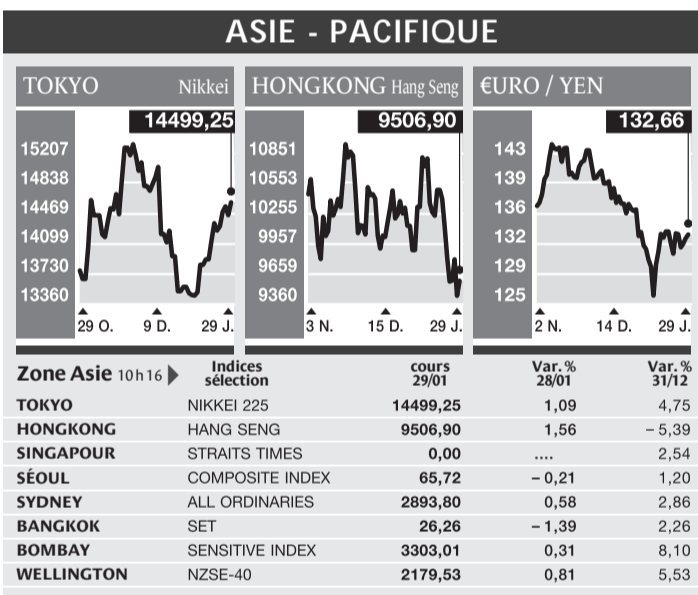 ASIE - PACIFIQUE
TOKYO Nikkei
14499,25
15207
14838
14469
14099
13730
13360
29 O. 9 D. 29 J.
HONGKONG Hang Seng
9506,90
10851
10553
10255
9957
9659
9360
3 N. 15 D. 29 J.
€URO / YEN
132,66
143
139
136
132
129
125
2 N. 14 D. 29 J.
Zone Asie 10h16 Indices sélection cours 29/01 Var. % 28/01 Var. % 31/12
TOKYO NIKKEI 225 14499,25 1,09 4,75
HONGKONG HANG SENG 9506,90 1,56 – 5,39
SINGAPOUR STRAITS TIMES 0,00 .... 2,54
SÉOUL COMPOSITE INDEX 65,72 – 0,21 1,20
SYDNEY ALL ORDINARIES 2893,80 0,58 2,86
BANGKOK SET 26,26 – 1,39 2,26
BOMBAY SENSITIVE INDEX 3303,01 0,31 8,10
WELLINGTON NZSE-40 2179,53 0,81 5,53